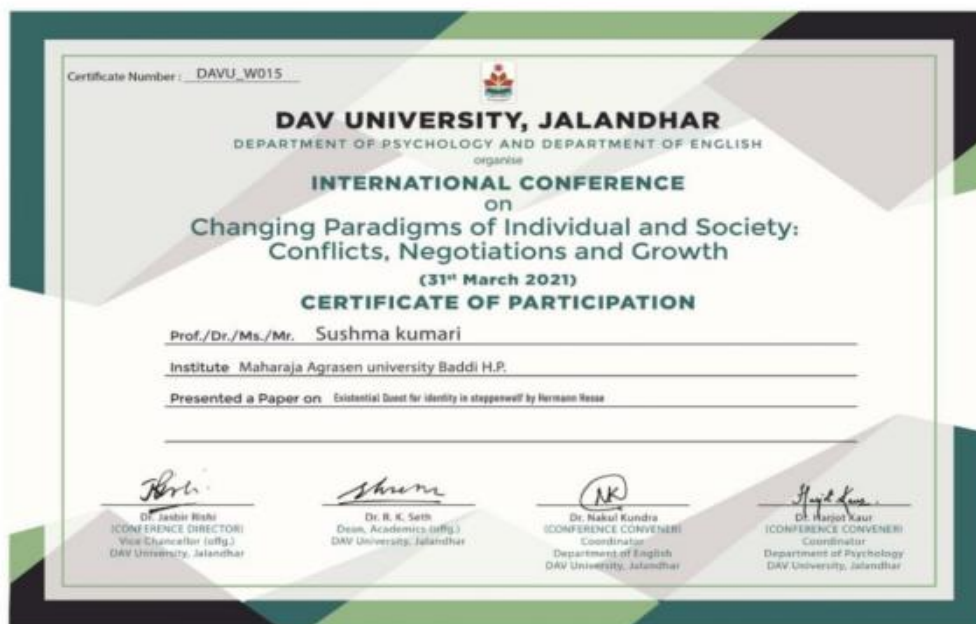 Certificate Number : DAVU_W015
DAV UNIVERSITY, JALANDHAR
DEPARTMENT OF PSYCHOLOGY AND DEPARTMENT OF ENGLISH
organise
INTERNATIONAL CONFERENCE
on
Changing Paradigms of Individual and Society:
Conflicts, Negotiations and Growth
(31st March 2021)
CERTIFICATE OF PARTICIPATION
Prof./Dr./Ms./Mr. Sushma kumari
Institute Maharaja Agrasen university Baddi H.P.
Presented a Paper on Existential Quest for identity in steppenwolf by Hermann Hesse
Dr. Jasbir Rishi
(CONFERENCE DIRECTOR)
Vice Chancellor (offg.)
DAV University, Jalandhar
Dr. R. K. Seth
Dean, Academics (offg.)
DAV University, Jalandhar
NK
Dr. Nakul Kundra
(CONFERENCE CONVENER)
Coordinator
Department of English
DAV University, Jalandhar
Harjot Kaur
Dr. Harjot Kaur
(CONFERENCE CONVENER)
Coordinator
Department of Psychology
DAV University, Jalandhar